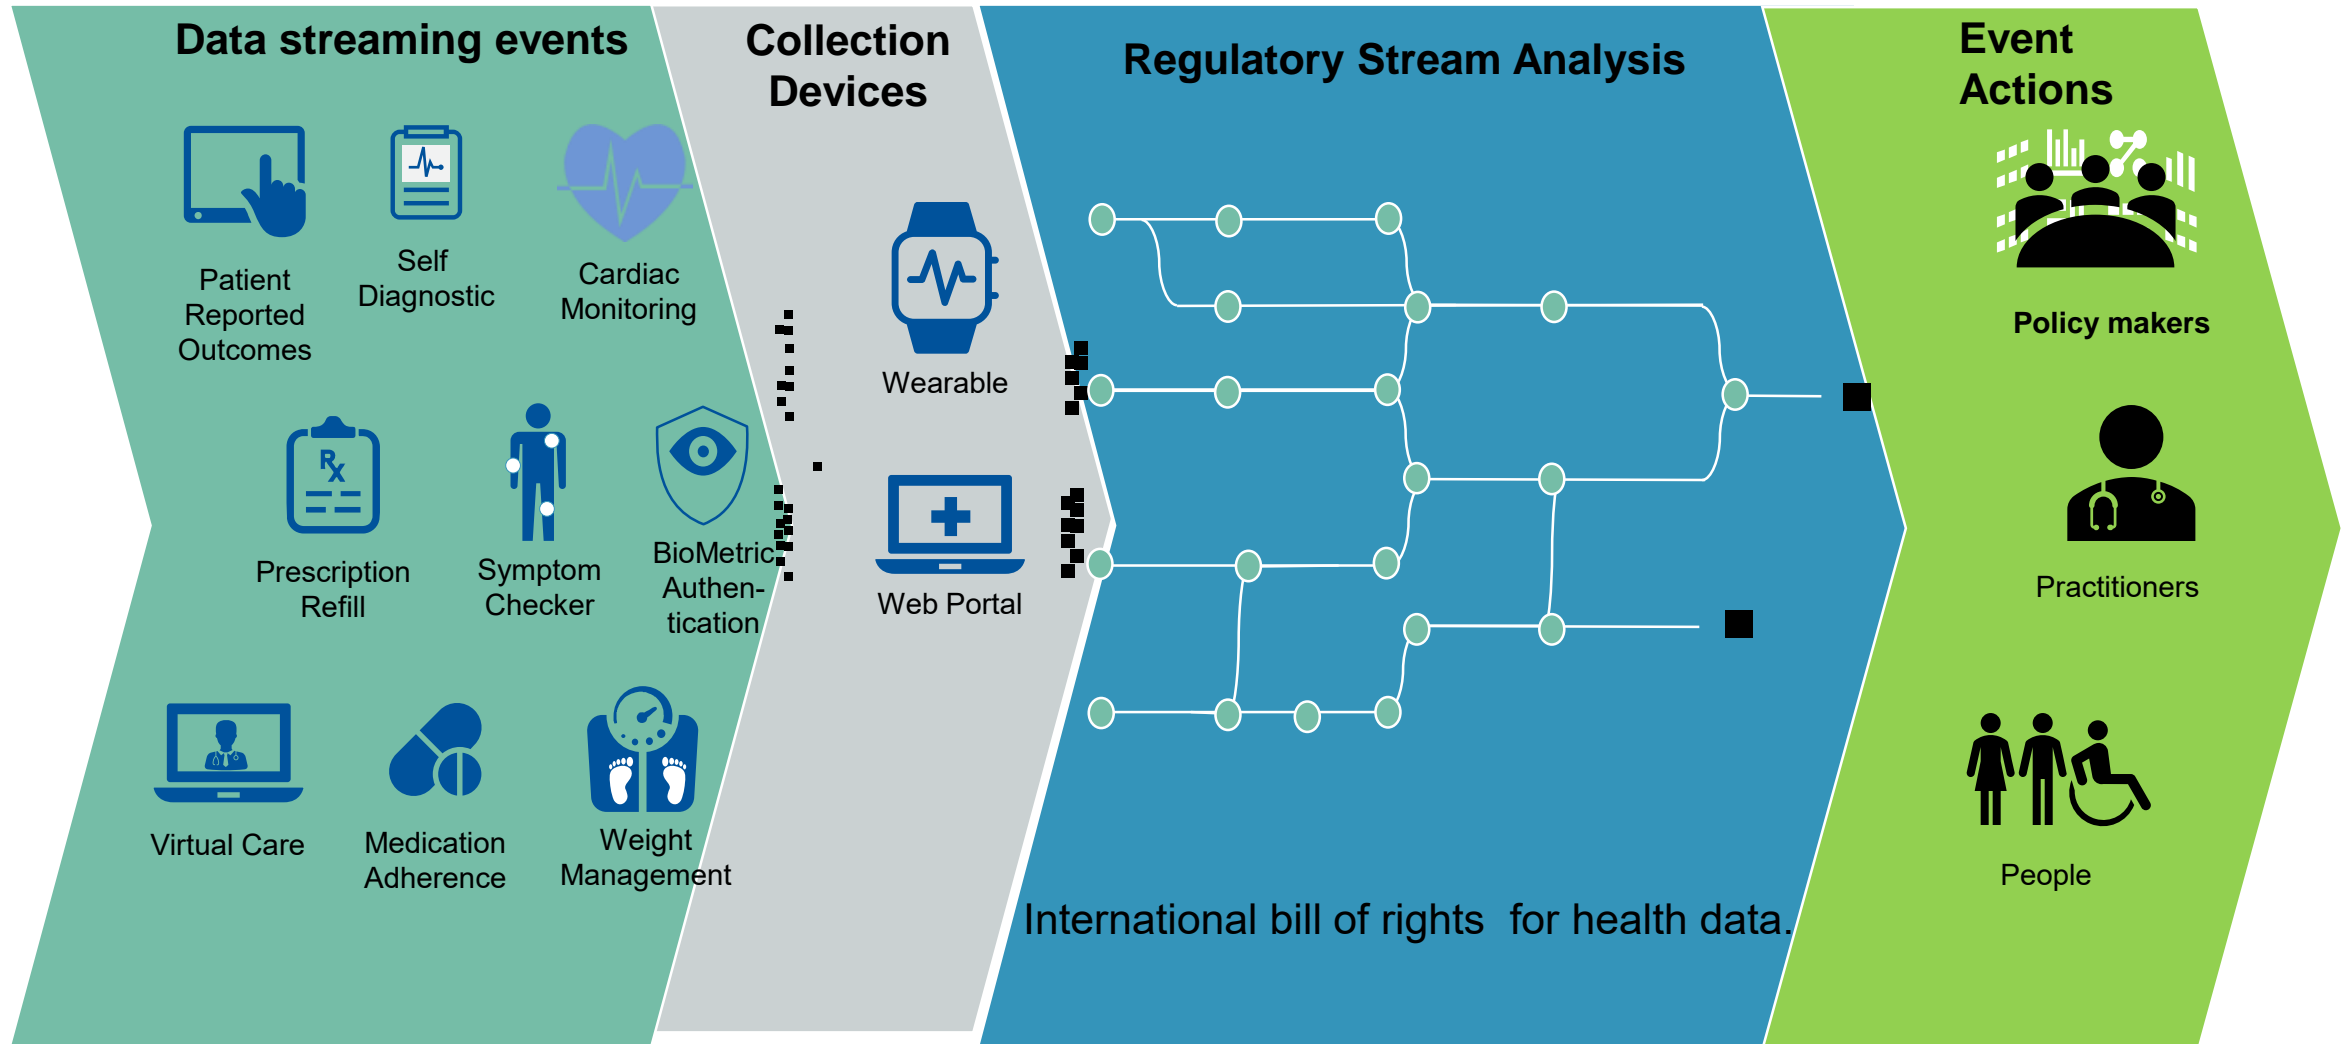 Data streaming events
Patient
Reported
Outcomes
Self
Diagnostic
Cardiac
Monitoring
Rx
Prescription
Refill
Symptom
Checker
BioMetric
Authen-
tication
Virtual Care
Medication
Adherence
Weight
Management
Collection
Devices
Wearable
Web Portal
Regulatory Stream Analysis
International bill of rights  for health data.
Event
Actions
Policy makers
Practitioners
People